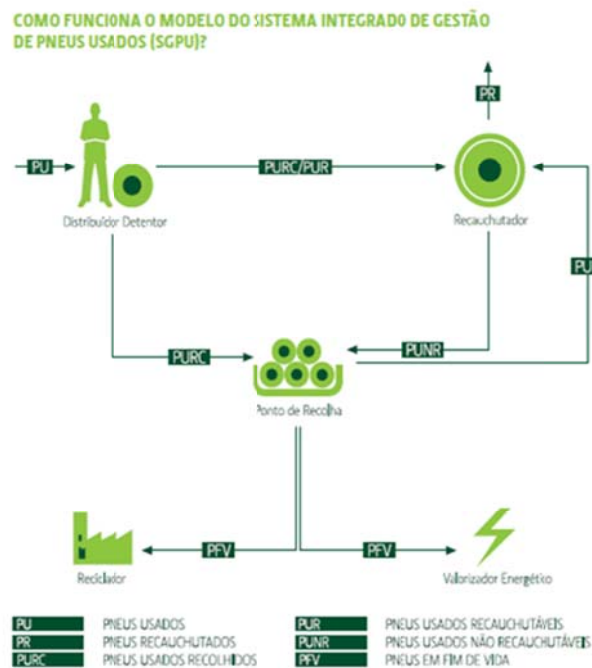 COMO FUNCIONA O MODELO DO SISTEMA INTEGRADO DE GESTÃO
DE PNEUS USADOS (SGPU)?
PR
PU
PURC/PUR
Distribuidor Detentor
Recauchutador
PU
PURC
PUNR
Ponto de Recolha
PFV
PFV
Reciclador
Valorizador Energético
PU PNEUS USADOS
PUR PNEUS USADOS RECAUCHUTÁVEIS
PR PNEUS RECAUCHUTADOS
PUNR PNEUS USADOS NÃO RECAUCHUTÁVEIS
PURC PNEUS USADOS RECOLHIDOS
PFV PNEUS EM FIM DE VIDA